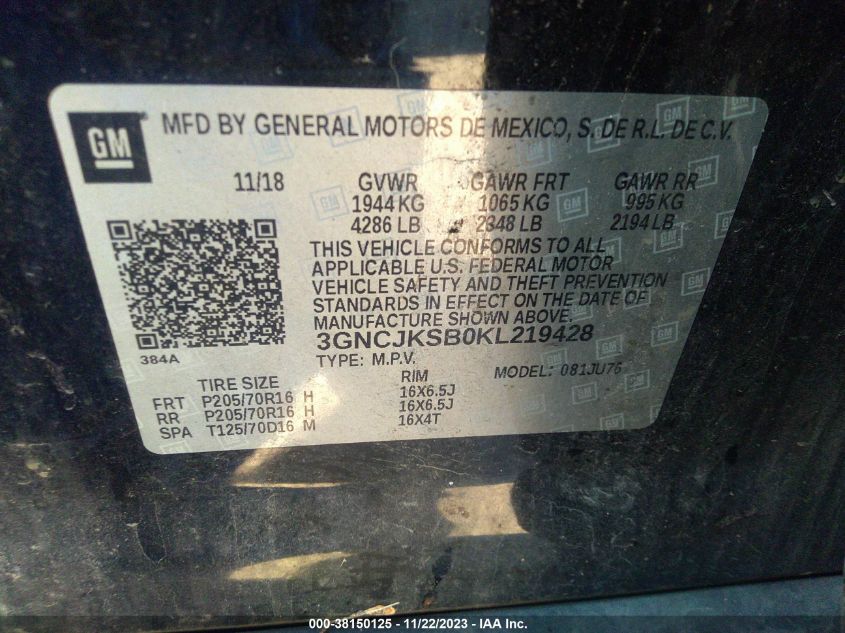 GM MFD BY GENERAL MOTORS DE MEXICO, S. DE R.L. DE C.V.
11/18 GVWR GAWR FRT GAWR RR
1944 KG 1065 KG 995 KG
4286 LB 2348 LB 2194 LB
THIS VEHICLE CONFORMS TO ALL
APPLICABLE U.S. FEDERAL MOTOR
VEHICLE SAFETY AND THEFT PREVENTION
STANDARDS IN EFFECT ON THE DATE OF
MANUFACTURE SHOWN ABOVE.
3GNCJKSB0KL219428
384A
TYPE: M.P.V. MODEL: 081JU76
TIRE SIZE RIM
FRT P205/70R16 H 16X6.5J
RR P205/70R16 H 16X6.5J
SPA T125/70D16 M 16X4T
000-38150125 - 11/22/2023 - IAA Inc.